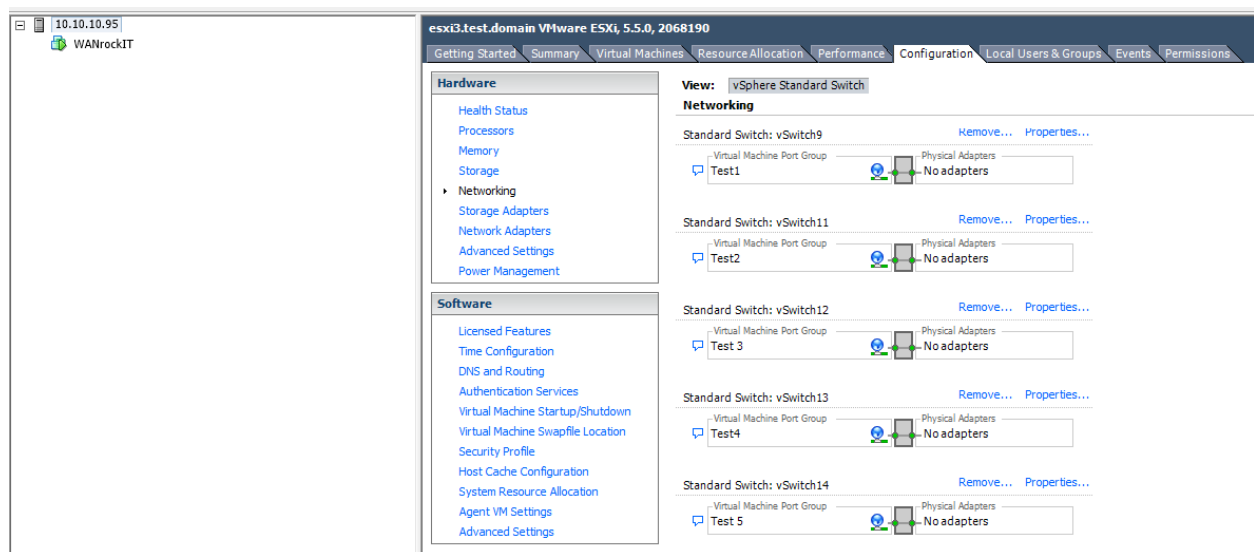 10.10.10.95
WANrockIT
esxi3.test.domain VMware ESXi, 5.5.0, 2068190
Getting Started Summary Virtual Machines Resource Allocation Performance Configuration Local Users & Groups Events Permissions
Hardware
Health Status
Processors
Memory
Storage
Networking
Storage Adapters
Network Adapters
Advanced Settings
Power Management
Software
Licensed Features
Time Configuration
DNS and Routing
Authentication Services
Virtual Machine Startup/Shutdown
Virtual Machine Swapfile Location
Security Profile
Host Cache Configuration
System Resource Allocation
Agent VM Settings
Advanced Settings
View: vSphere Standard Switch
Networking
Standard Switch: vSwitch9 Remove... Properties...
Virtual Machine Port Group Physical Adapters
Test1 No adapters
Standard Switch: vSwitch11 Remove... Properties...
Virtual Machine Port Group Physical Adapters
Test2 No adapters
Standard Switch: vSwitch12 Remove... Properties...
Virtual Machine Port Group Physical Adapters
Test 3 No adapters
Standard Switch: vSwitch13 Remove... Properties...
Virtual Machine Port Group Physical Adapters
Test4 No adapters
Standard Switch: vSwitch14 Remove... Properties...
Virtual Machine Port Group Physical Adapters
Test 5 No adapters